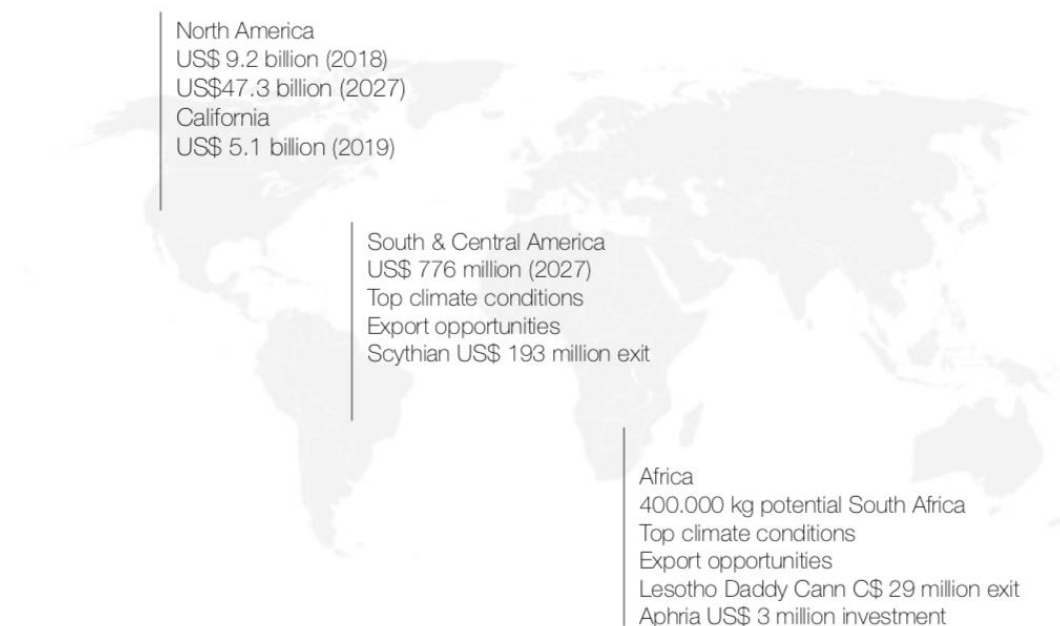 North America
US$ 9.2 billion (2018)
US$47.3 billion (2027)
California
US$ 5.1 billion (2019)
South & Central America
US$ 776 million (2027)
Top climate conditions
Export opportunities
Scythian US$ 193 million exit
Africa
400.000 kg potential South Africa
Top climate conditions
Export opportunities
Lesotho Daddy Cann C$ 29 million exit
Aphria US$ 3 million investment